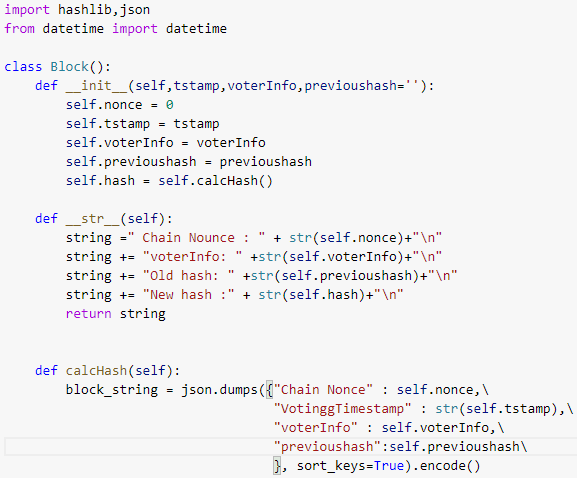 import hashlib,json
from datetime import datetime
class Block():
def __init__(self,tstamp,voterInfo,previoushash=''):
self.nonce = 0
self.tstamp = tstamp
self.voterInfo = voterInfo
self.previoushash = previoushash
self.hash = self.calcHash()
def __str__(self):
string =" Chain Nounce : " + str(self.nonce)+"\n"
string += "voterInfo: " +str(self.voterInfo)+"\n"
string += "Old hash: " +str(self.previoushash)+"\n"
string += "New hash :" + str(self.hash)+"\n"
return string
def calcHash(self):
block_string = json.dumps({"Chain Nonce" : self.nonce,\
"VotinggTimestamp" : str(self.tstamp),\
"voterInfo" : self.voterInfo,\
"previoushash":self.previoushash\
}, sort_keys=True).encode()